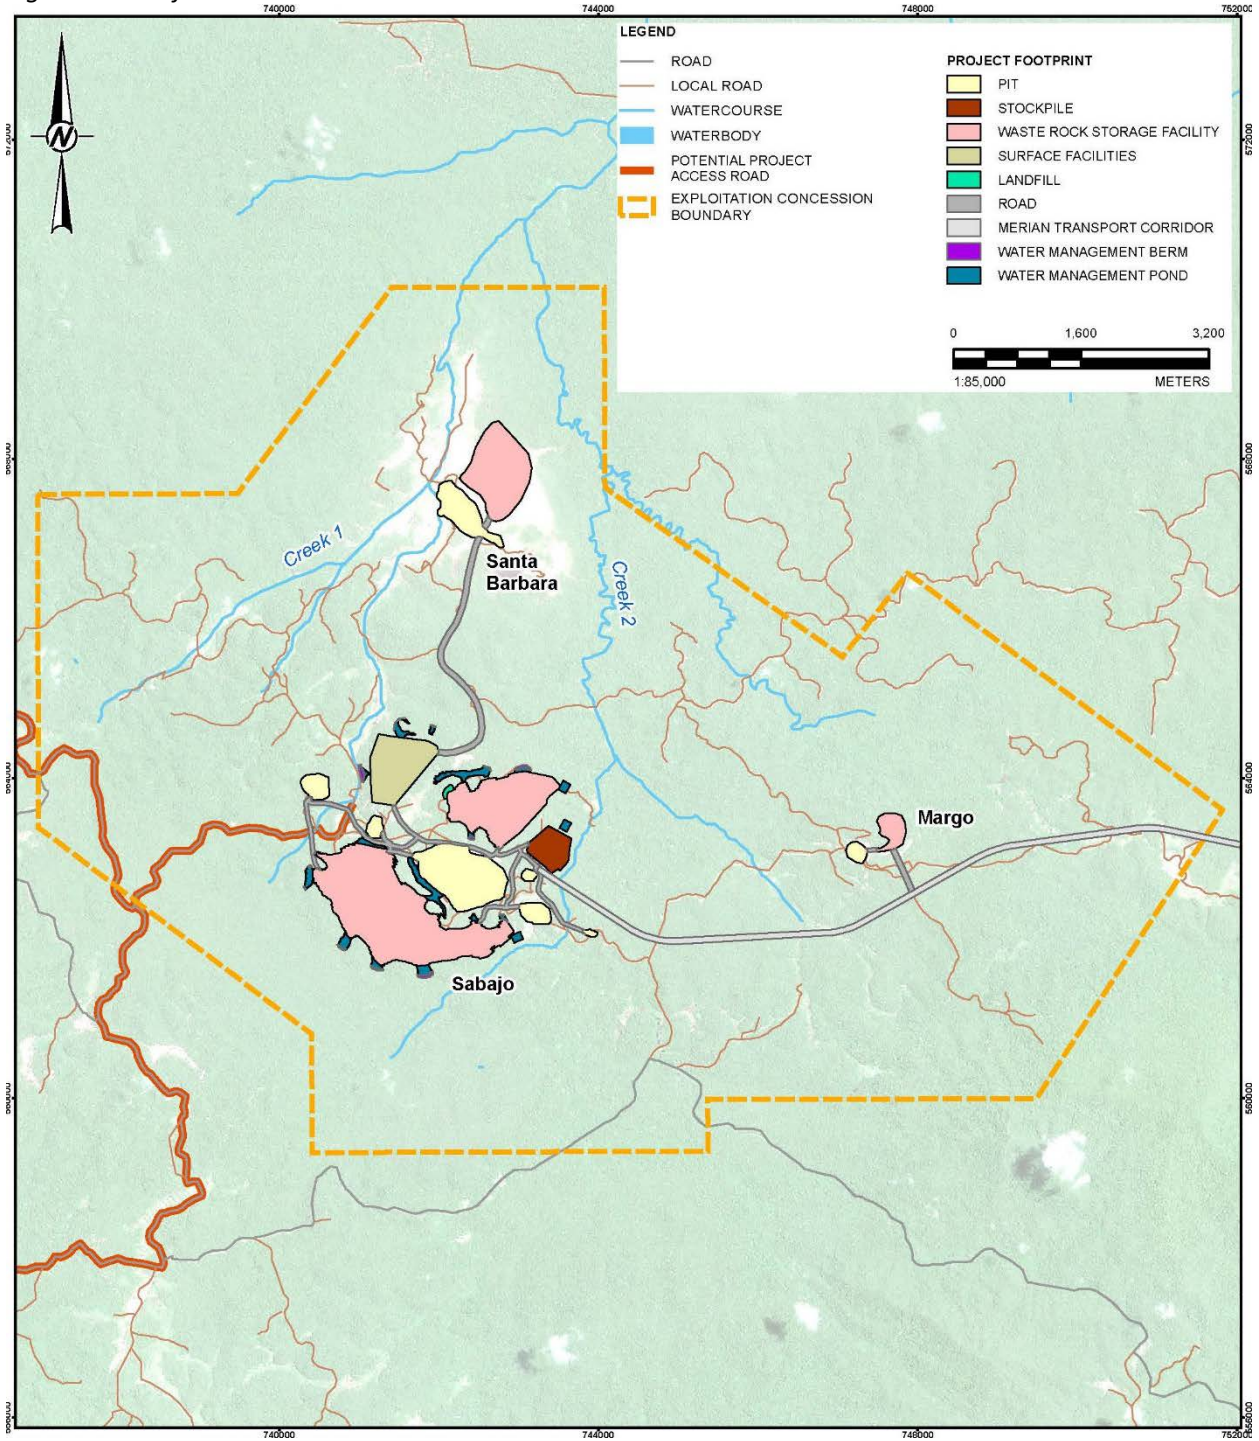 740000
744000
748000
752000
LEGEND
ROAD
LOCAL ROAD
WATERCOURSE
WATERBODY
POTENTIAL PROJECT
ACCESS ROAD
EXPLOITATION CONCESSION
BOUNDARY
PROJECT FOOTPRINT
PIT
STOCKPILE
WASTE ROCK STORAGE FACILITY
SURFACE FACILITIES
LANDFILL
ROAD
MERIAN TRANSPORT CORRIDOR
WATER MANAGEMENT BERM
WATER MANAGEMENT POND
0 1,600 3,200
1:85,000 METERS
N
572000
568000
Creek 1
Santa
Barbara
Creek 2
564000
Margo
Sabajo
560000
556000
740000
744000
748000
752000